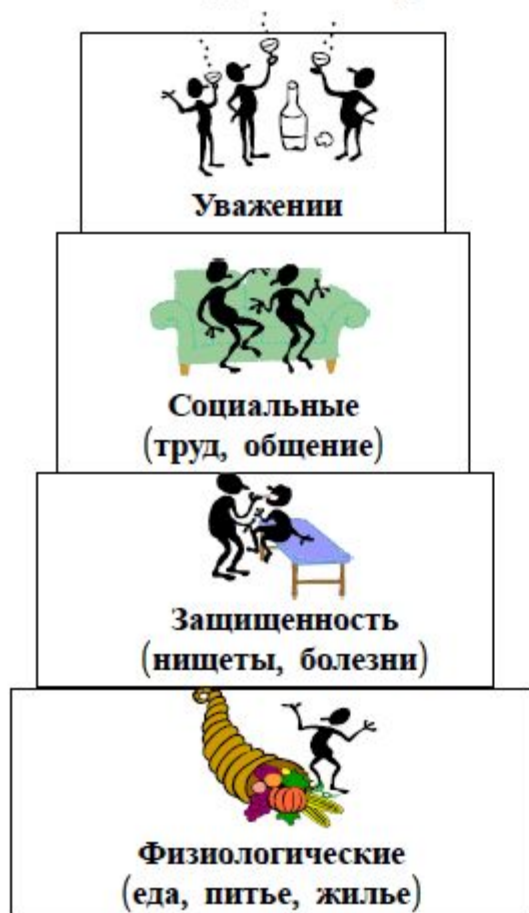 Уважении
Социальные
(труд, общение)
Защищенность
(нищеты, болезни)
Физиологические
(еда, питье, жилье)